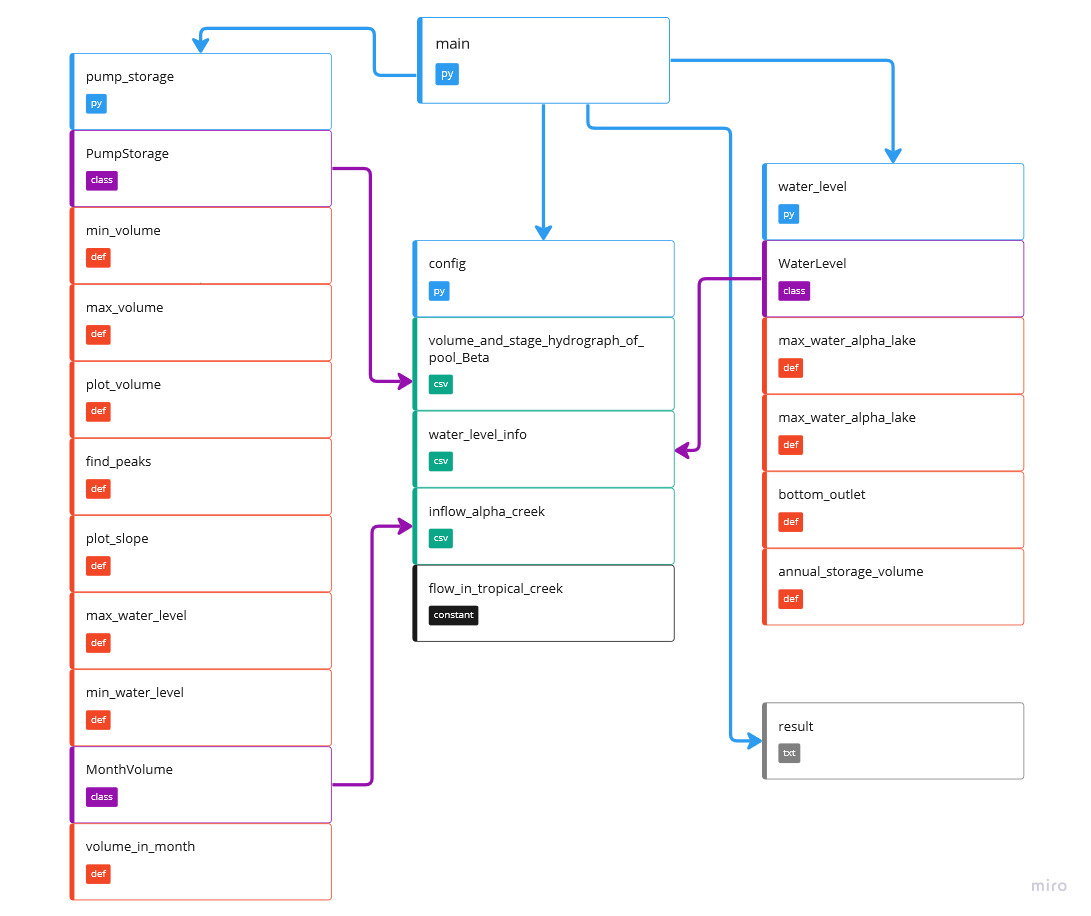 main
py
pump_storage
py
PumpStorage
class
min_volume
def
max_volume
def
plot_volume
def
find_peaks
def
plot_slope
def
max_water_level
def
min_water_level
def
MonthVolume
class
volume_in_month
def
config
py
volume_and_stage_hydrograph_of_
pool_Beta
csv
water_level_info
csv
inflow_alpha_creek
csv
flow_in_tropical_creek
constant
water_level
py
WaterLevel
class
max_water_alpha_lake
def
max_water_alpha_lake
def
bottom_outlet
def
annual_storage_volume
def
result
txt
miro